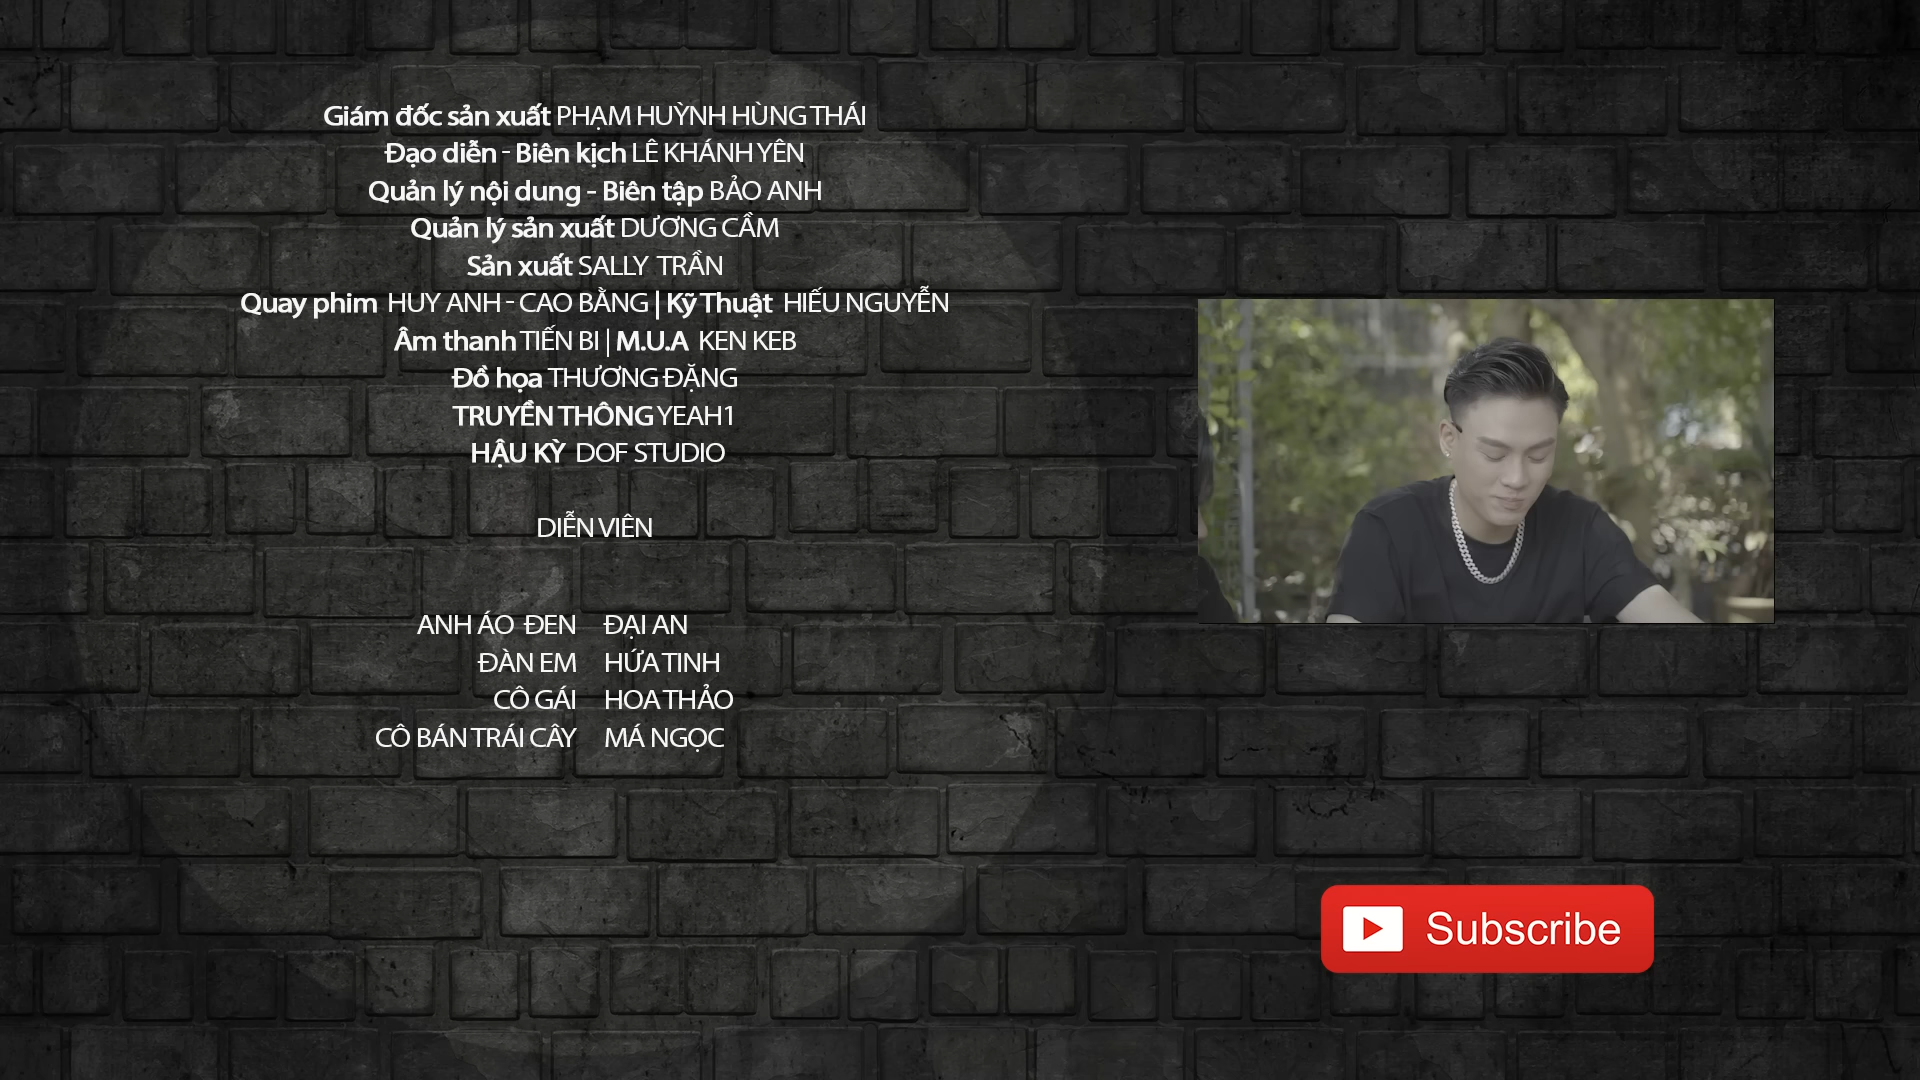 Giám đốc sản xuất PHẠM HUỲNH HÙNG THÁI
Đạo diễn - Biên kịch LÊ KHÁNH YÊN
Quản lý nội dung - Biên tập BẢO ANH
Quản lý sản xuất DƯƠNG CẦM
Sản xuất SALLY TRẦN
Quay phim HUY ANH - CAO BẰNG | Kỹ Thuật HIẾU NGUYỄN
Âm thanh TIẾN BI | M.U.A KEN KEB
Đồ họa THƯƠNG ĐẶNG
TRUYỀN THÔNG YEAH1
HẬU KỲ DOF STUDIO
DIỄN VIÊN
ANH ÁO ĐEN ĐẠI AN
ĐÀN EM HỨA TINH
CÔ GÁI HOA THẢO
CÔ BÁN TRÁI CÂY MÁ NGỌC
Subscribe